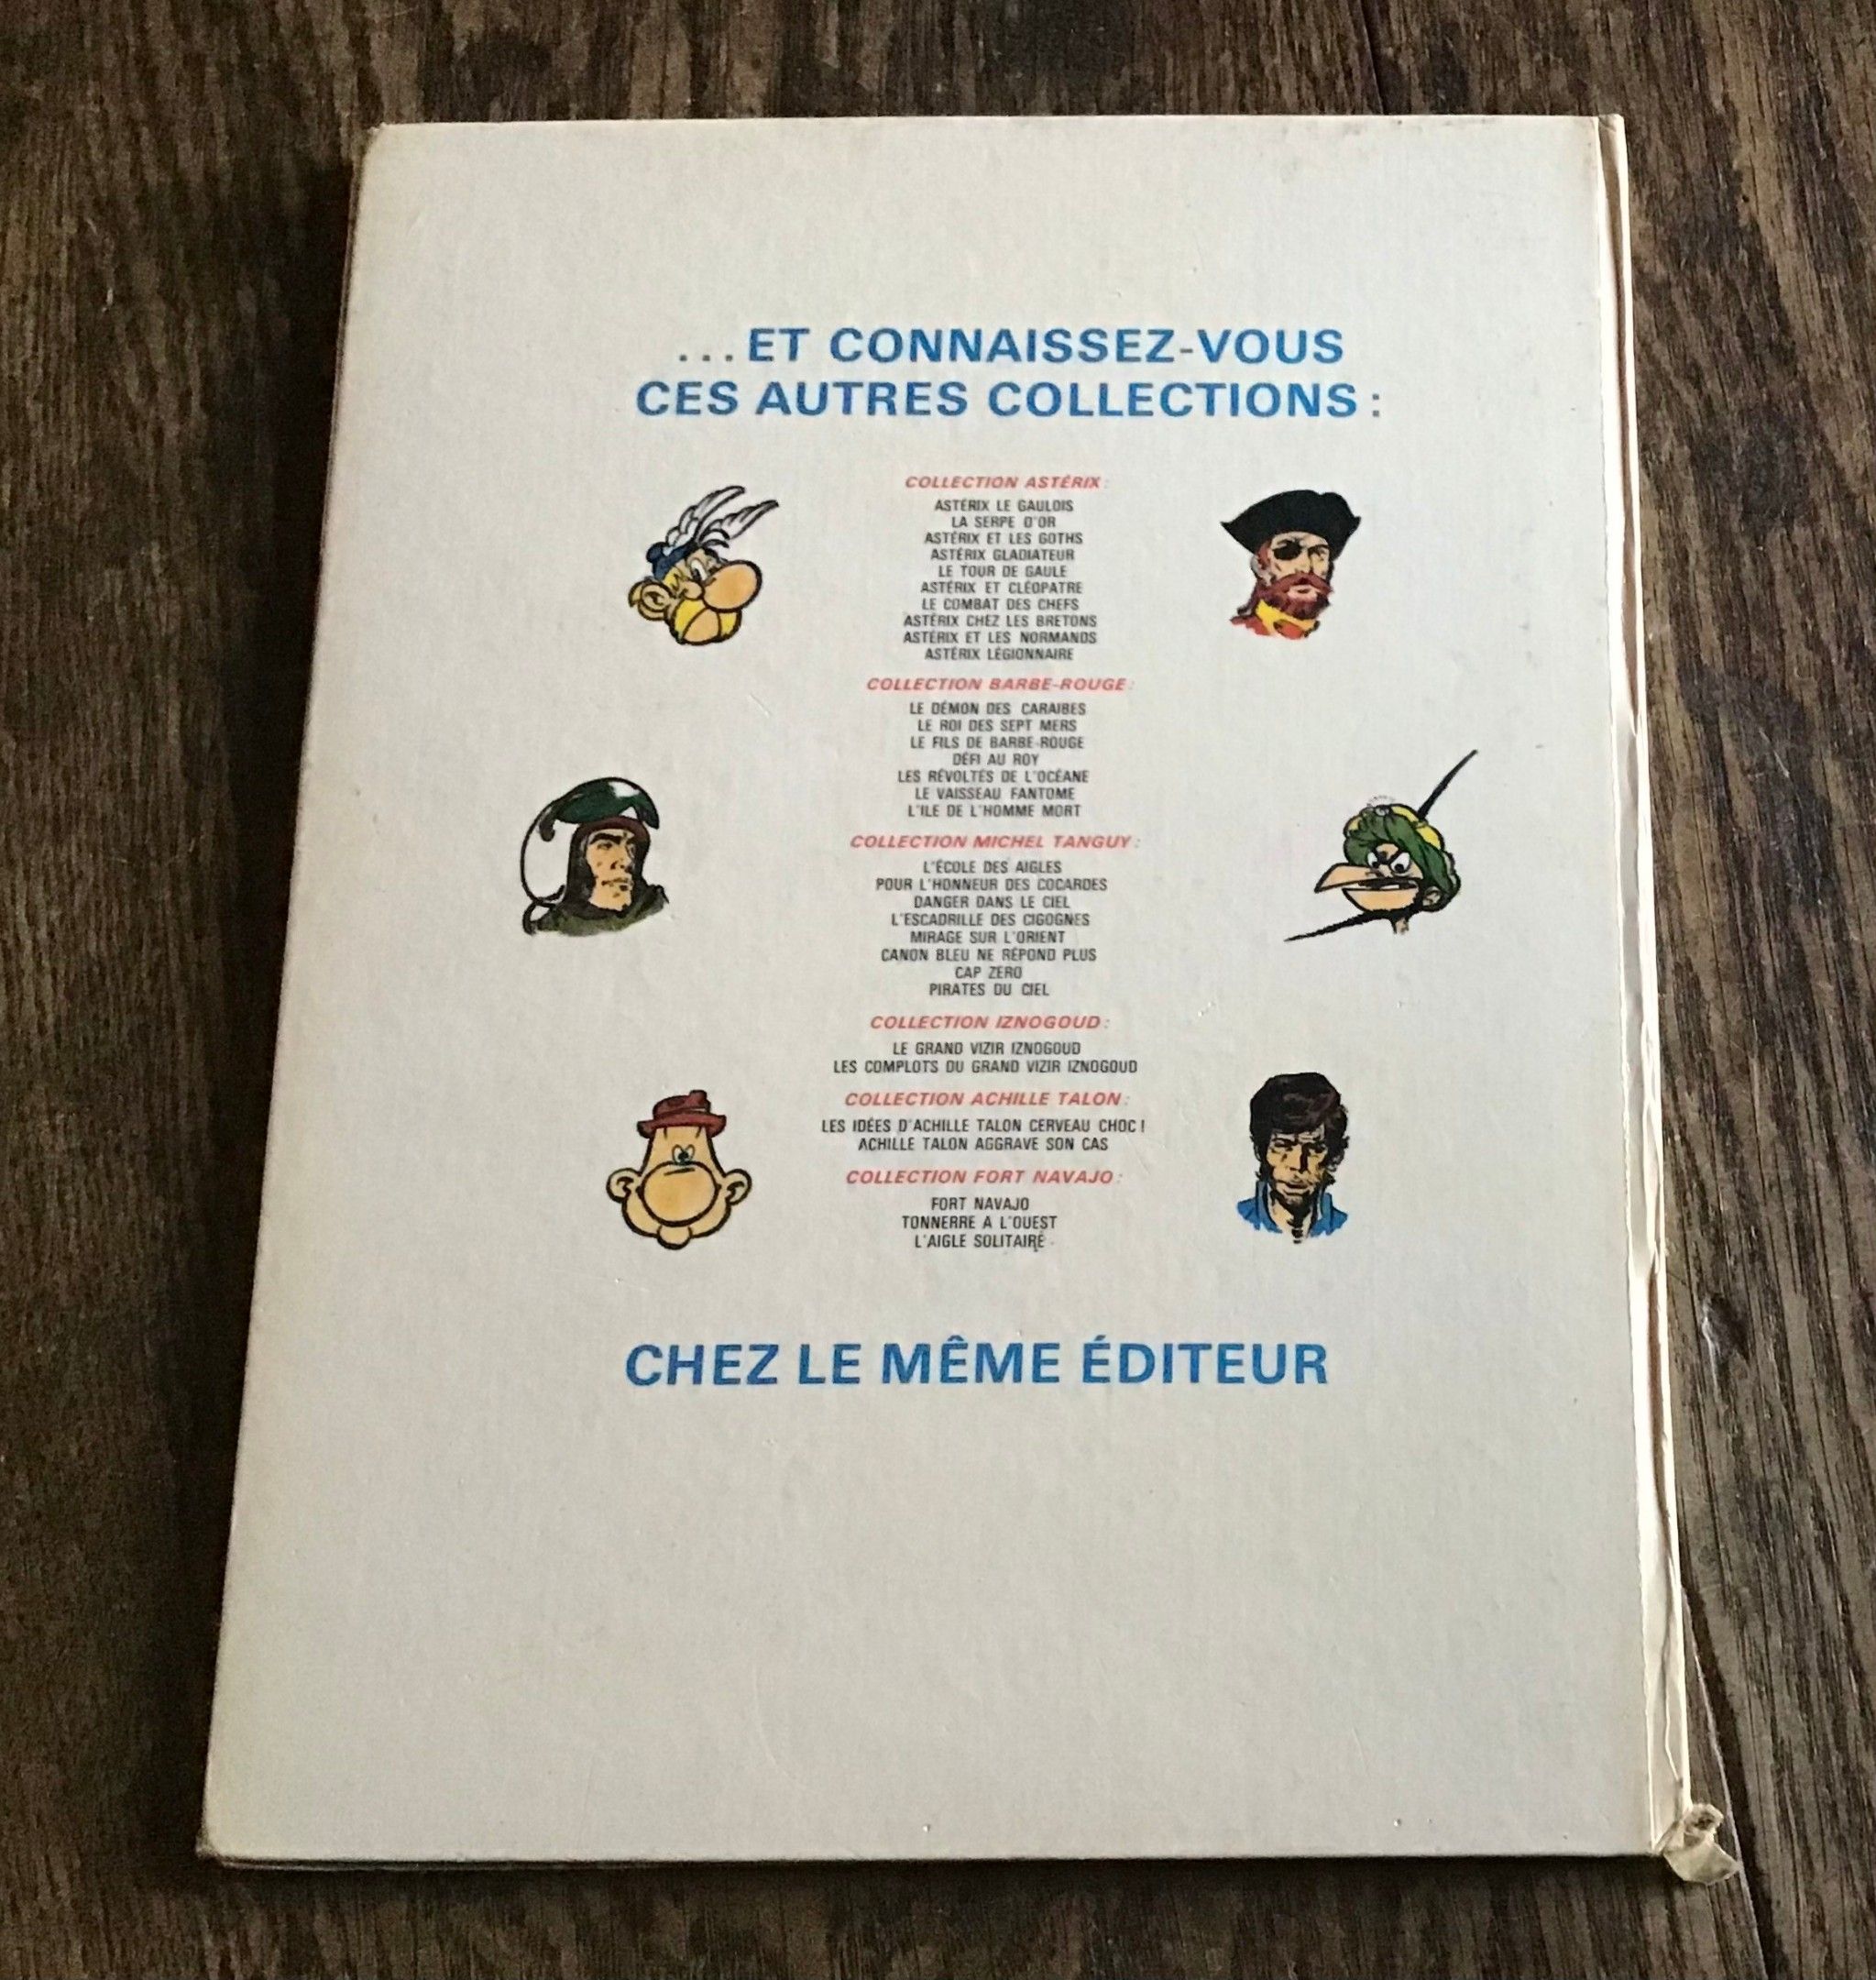 ...ET CONNAISSEZ-VOUS
CES AUTRES COLLECTIONS :
COLLECTION ASTÉRIX :
ASTÉRIX LE GAULOIS
LA SERPE D'OR
ASTÉRIX ET LES GOTHS
ASTÉRIX GLADIATEUR
LE TOUR DE GAULE
ASTÉRIX ET CLÉOPATRE
LE COMBAT DES CHEFS
ASTÉRIX CHEZ LES BRETONS
ASTÉRIX ET LES NORMANDS
ASTÉRIX LÉGIONNAIRE
COLLECTION BARBE-ROUGE :
LE DÉMON DES CARAIBES
LE ROI DES SEPT MERS
LE FILS DE BARBE-ROUGE
DÉFI AU ROY
LES RÉVOLTÉS DE L'OCÉANE
LE VAISSEAU FANTOME
L'ILE DE L'HOMME MORT
COLLECTION MICHEL TANGUY :
L'ÉCOLE DES AIGLES
POUR L'HONNEUR DES COCARDES
DANGER DANS LE CIEL
L'ESCADRILLE DES CIGOGNES
MIRAGE SUR L'ORIENT
CANON BLEU NE RÉPOND PLUS
CAP ZÉRO
PIRATES DU CIEL
COLLECTION IZNOGOUD :
LE GRAND VIZIR IZNOGOUD
LES COMPLOTS DU GRAND VIZIR IZNOGOUD
COLLECTION ACHILLE TALON :
LES IDÉES D'ACHILLE TALON CERVEAU CHOC !
ACHILLE TALON AGGRAVE SON CAS
COLLECTION FORT NAVAJO :
FORT NAVAJO
TONNERRE A L'OUEST
L'AIGLE SOLITAIRE
CHEZ LE MÊME ÉDITEUR